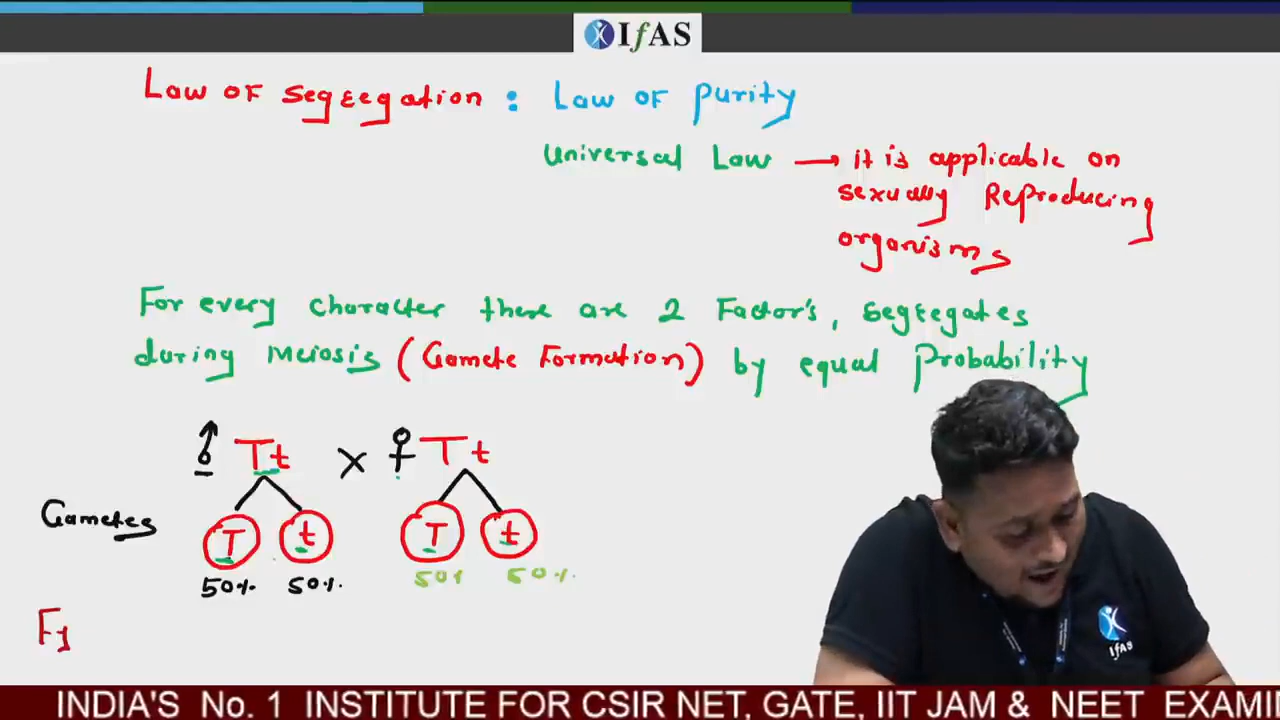 IfAS
Law of segregation : Law of purity
Universal Law → it is applicable on
sexually Reproducing
organisms
For every character there are 2 Factor's, segregates
during Meiosis (Gamete Formation) by equal Probability
♂ Tt × ♀ Tt
Gametes T t T t
50% 50% 50% 50%.
F1
IfAS
INDIA'S No. 1 INSTITUTE FOR CSIR NET, GATE, IIT JAM & NEET EXAMI